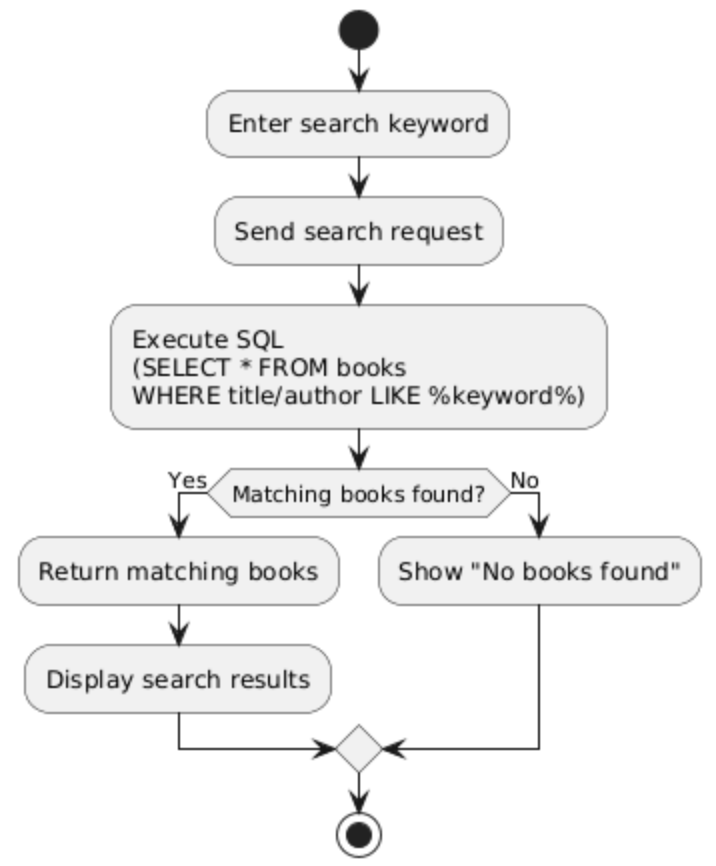 Enter search keyword
Send search request
Execute SQL
(SELECT * FROM books
WHERE title/author LIKE %keyword%)
Matching books found?
Yes
No
Return matching books
Show "No books found"
Display search results